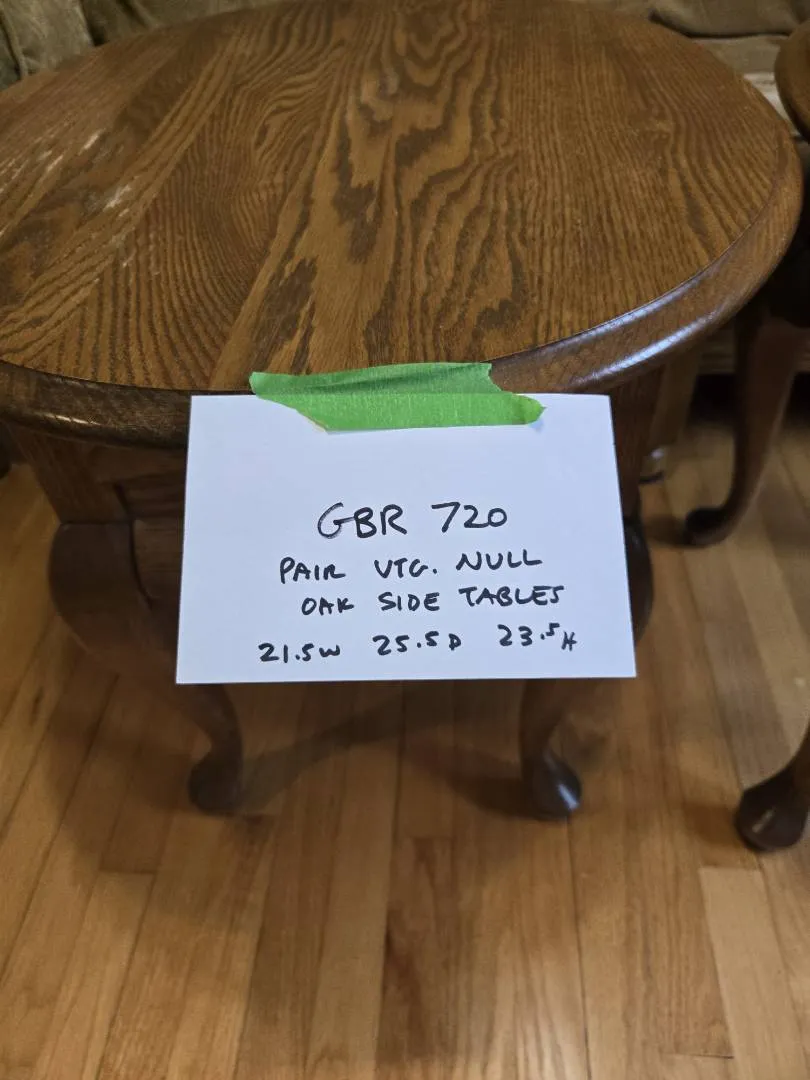 GBR 720
PAIR VTG. NULL
OAK SIDE TABLES
21.5W 25.5D 23.5H